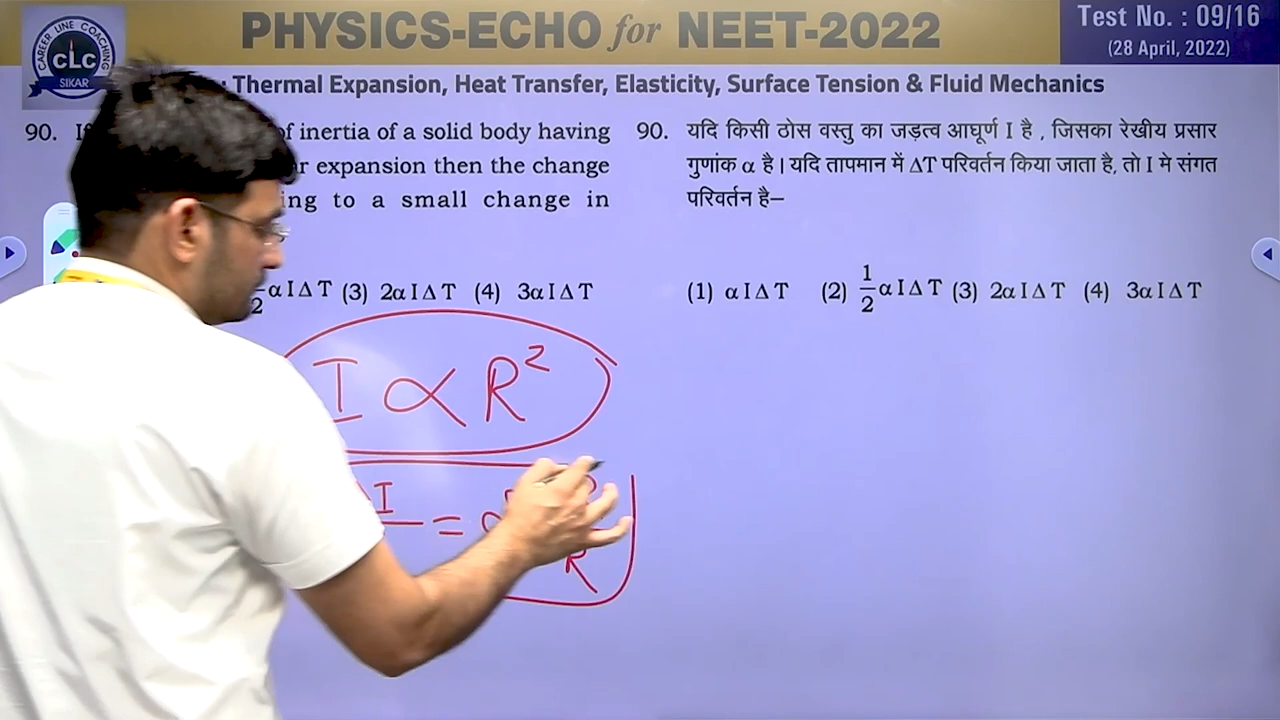 PHYSICS-ECHO for NEET-2022
Test No. : 09/16
(28 April, 2022)
CAREER LINE COACHING
CLC
SIKAR
: Thermal Expansion, Heat Transfer, Elasticity, Surface Tension & Fluid Mechanics
90. of inertia of a solid body having
expansion then the change
to a small change in
αIΔT (3) 2αIΔT (4) 3αIΔT
90. यदि किसी ठोस वस्तु का जड़त्व आघूर्ण I है , जिसका रेखीय प्रसार
गुणांक α है। यदि तापमान में ΔT परिवर्तन किया जाता है, तो I मे संगत
परिवर्तन है–
(1) αIΔT (2) 1/2 αIΔT (3) 2αIΔT (4) 3αIΔT
I ∝ R²
I =
R